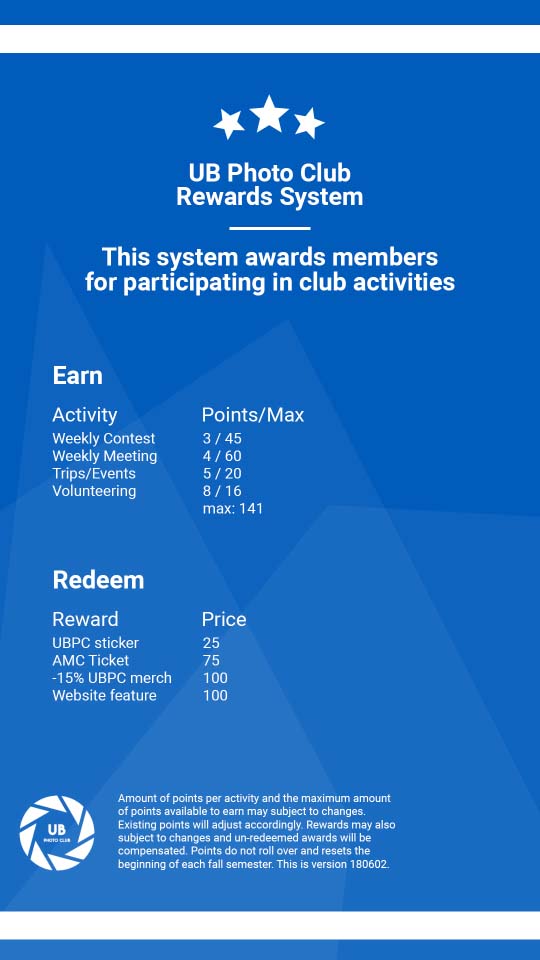 UB Photo Club
Rewards System
This system awards members
for participating in club activities
Earn
Activity Points/Max
Weekly Contest 3 / 45
Weekly Meeting 4 / 60
Trips/Events 5 / 20
Volunteering 8 / 16
max: 141
Redeem
Reward Price
UBPC sticker 25
AMC Ticket 75
-15% UBPC merch 100
Website feature 100
Amount of points per activity and the maximum amount
of points available to earn may subject to changes.
Existing points will adjust accordingly. Rewards may also
subject to changes and un-redeemed awards will be
compensated. Points do not roll over and resets the
beginning of each fall semester. This is version 180602.
UB
PHOTO CLUB